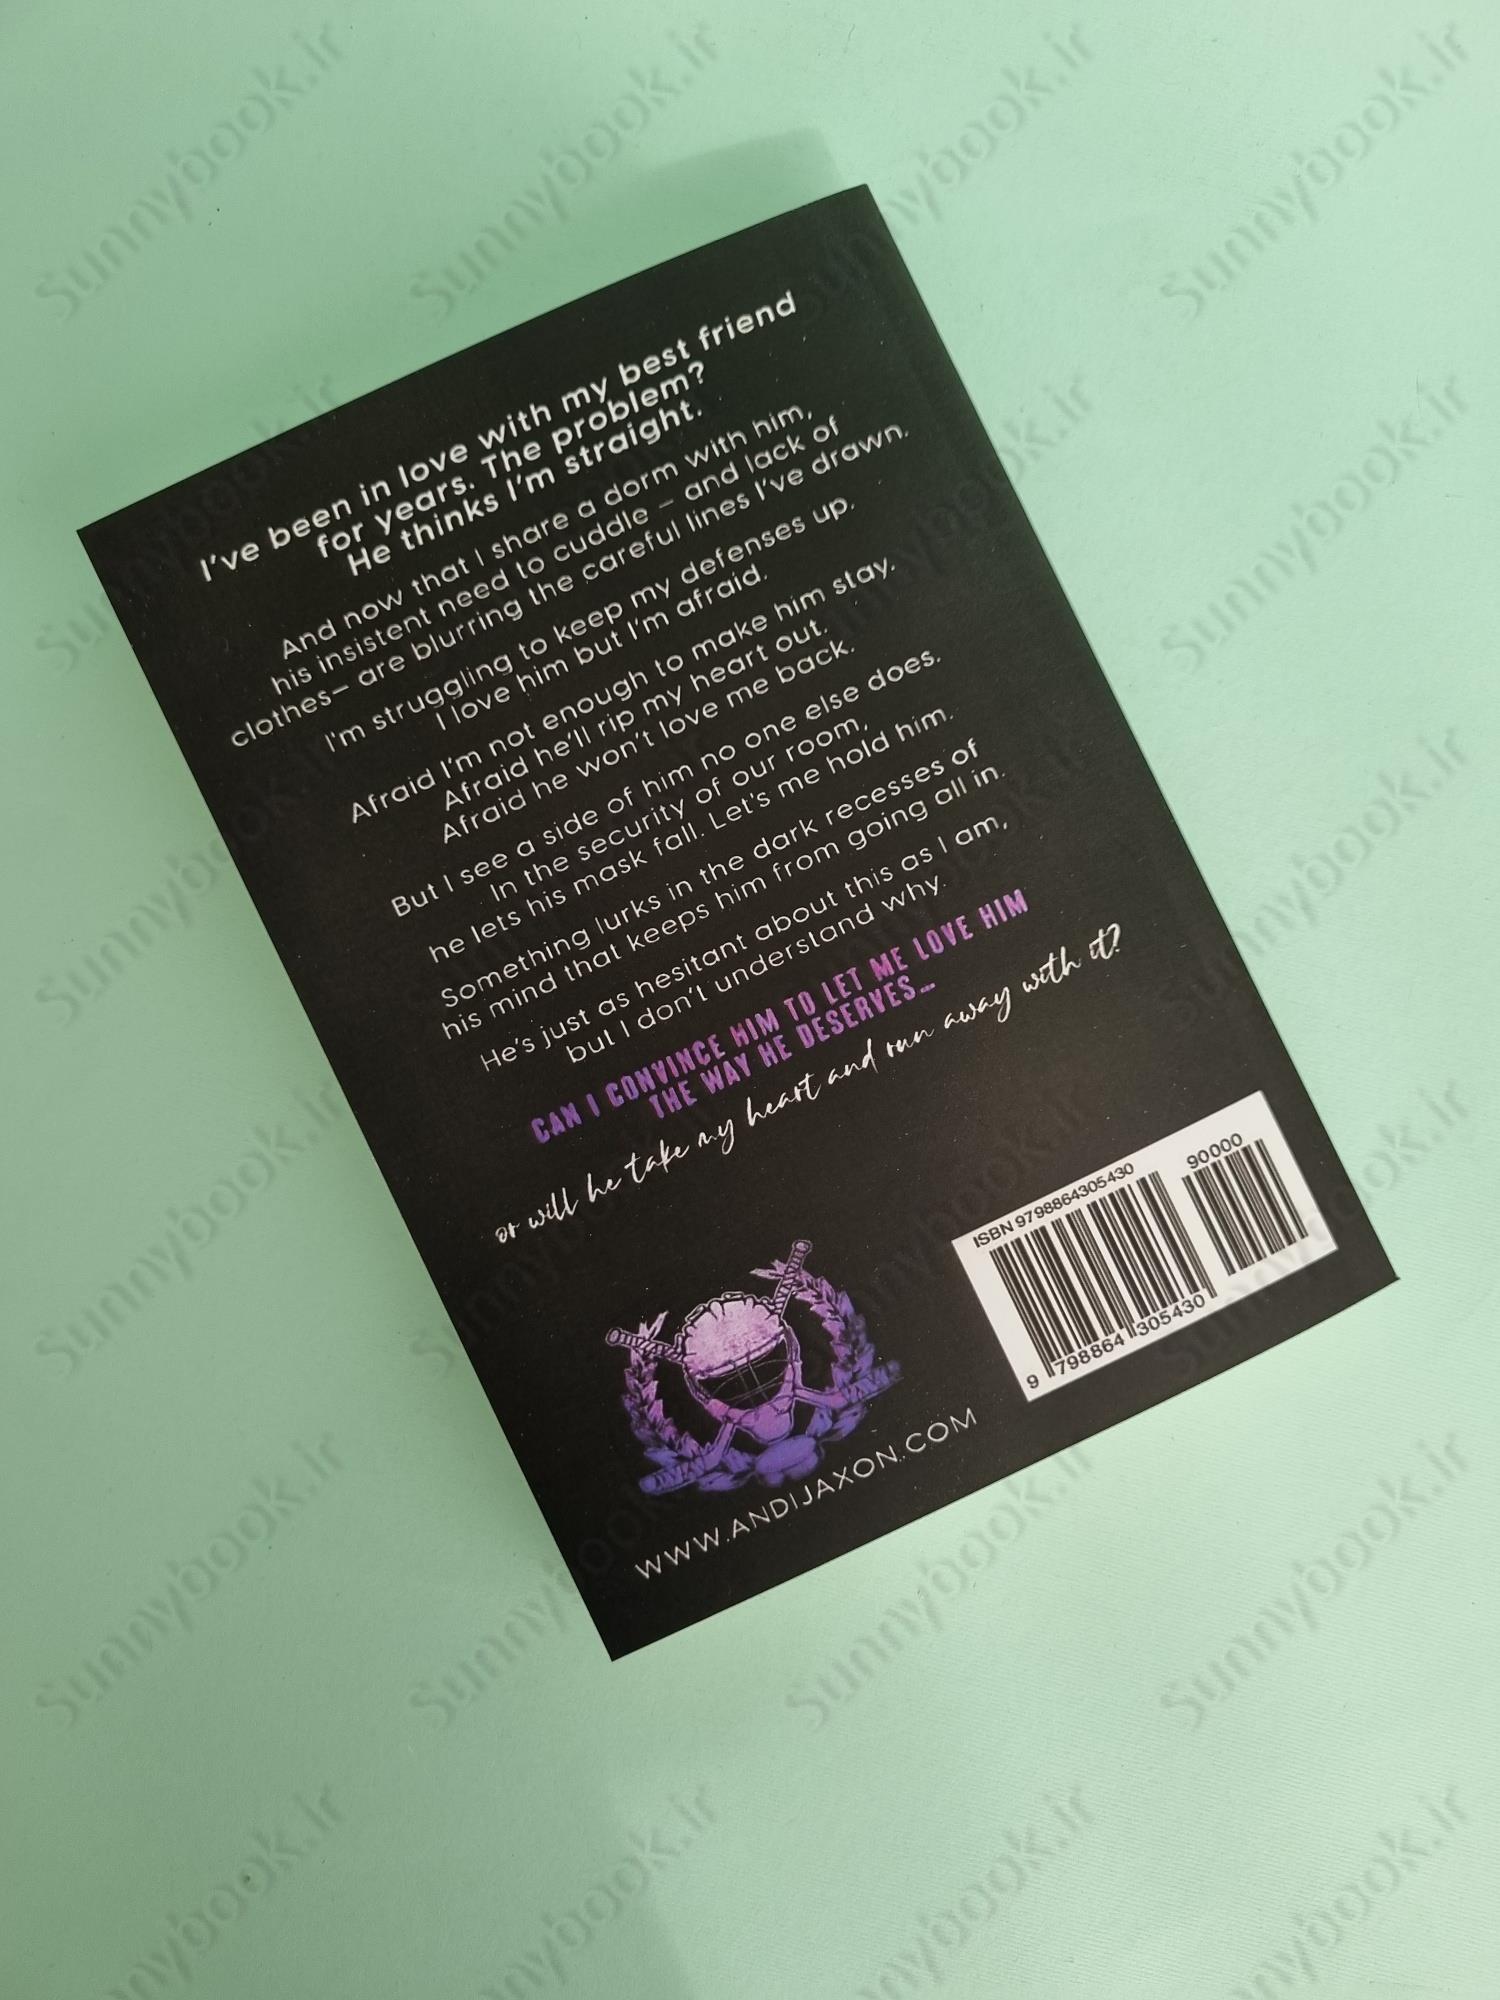 I've been in love with my best friend
for years. The problem?
He thinks I'm straight.
And now that I share a dorm with him,
his insistent need to cuddle – and lack of
clothes– are blurring the careful lines I've drawn.
I'm struggling to keep my defenses up.
I love him but I'm afraid.
Afraid I'm not enough to make him stay.
Afraid he'll rip my heart out.
Afraid he won't love me back.
But I see a side of him no one else does.
In the security of our room,
he lets his mask fall. Let's me hold him.
Something lurks in the dark recesses of
his mind that keeps him from going all in.
He's just as hesitant about this as I am,
but I don't understand why.
CAN I CONVINCE HIM TO LET ME LOVE HIM
THE WAY HE DESERVES...
or will he take my heart and run away with it?
ISBN 9798864305430
90000
9 798864 305430
WWW.ANDIJAXON.COM
Sunnybook.ir